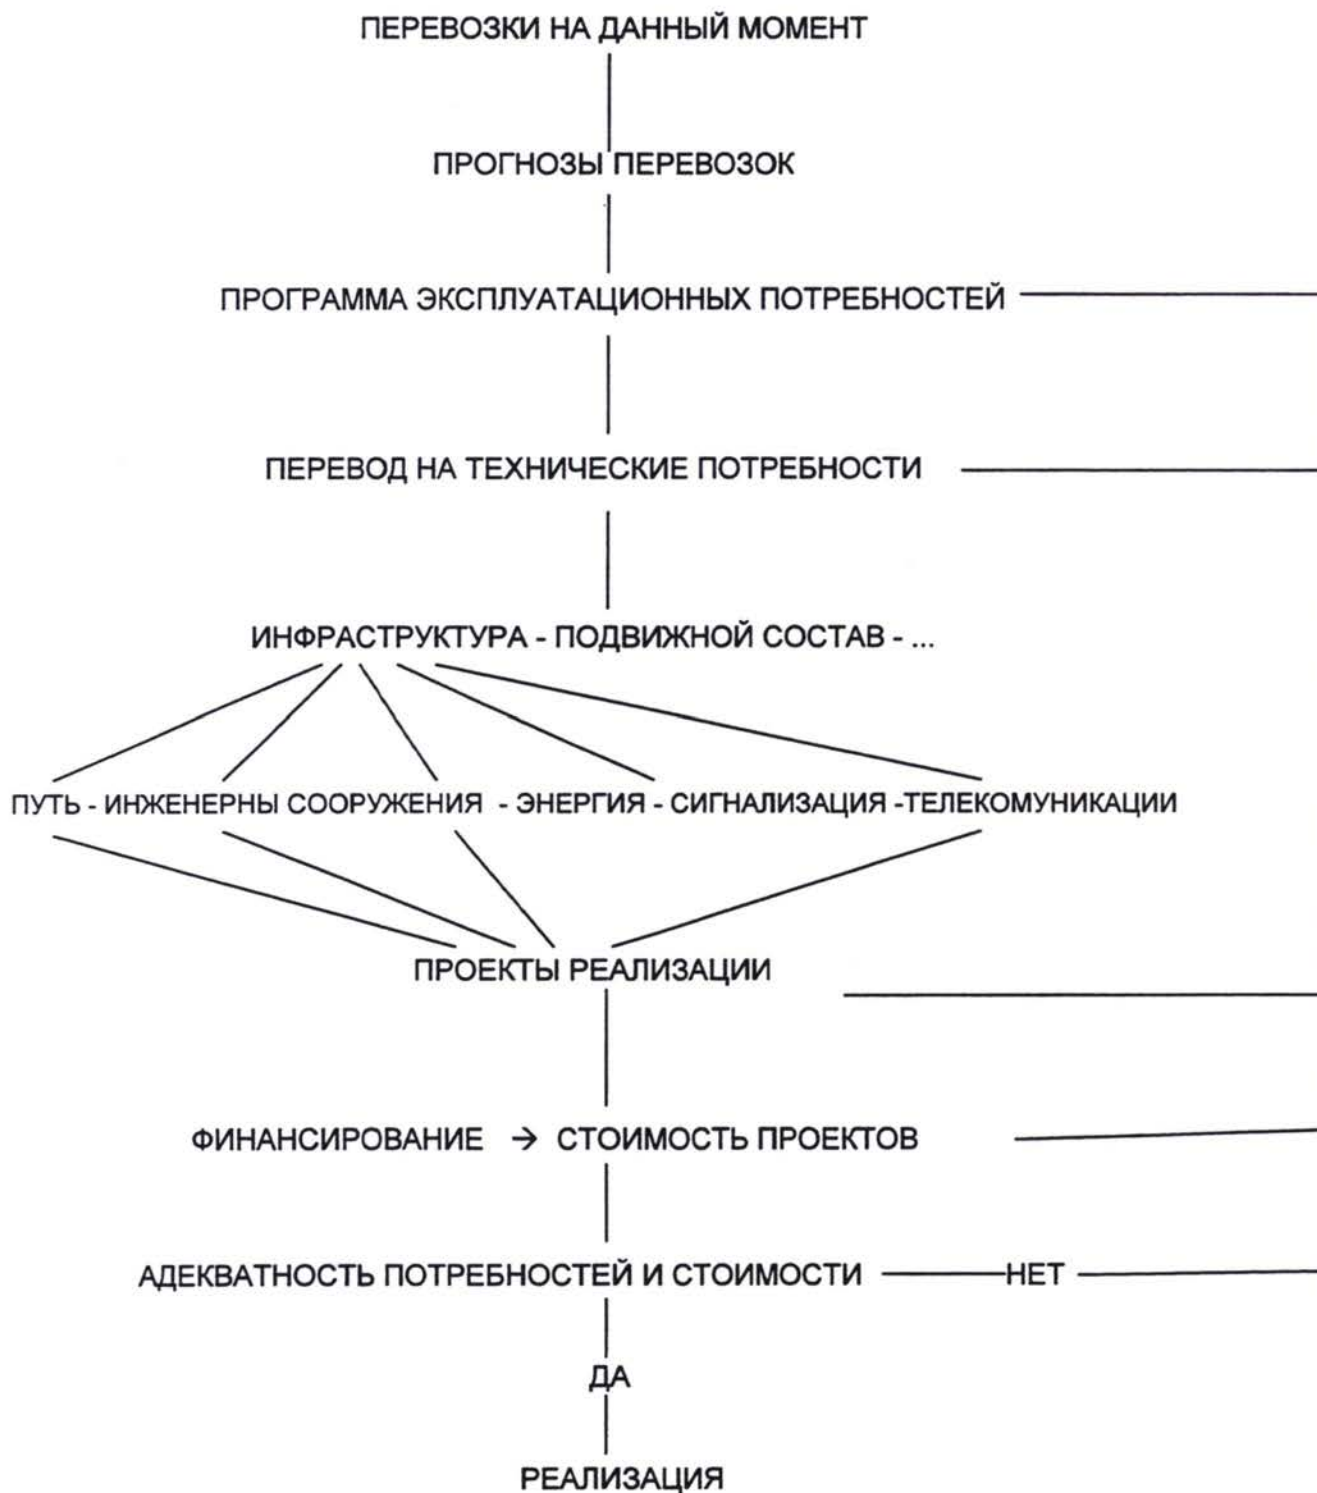 ПЕРЕВОЗКИ НА ДАННЫЙ МОМЕНТ
ПРОГНОЗЫ ПЕРЕВОЗОК
ПРОГРАММА ЭКСПЛУАТАЦИОННЫХ ПОТРЕБНОСТЕЙ
ПЕРЕВОД НА ТЕХНИЧЕСКИЕ ПОТРЕБНОСТИ
ИНФРАСТРУКТУРА - ПОДВИЖНОЙ СОСТАВ - ...
ПУТЬ - ИНЖЕНЕРНЫ СООРУЖЕНИЯ - ЭНЕРГИЯ - СИГНАЛИЗАЦИЯ -ТЕЛЕКОМУНИКАЦИИ
ПРОЕКТЫ РЕАЛИЗАЦИИ
ФИНАНСИРОВАНИЕ → СТОИМОСТЬ ПРОЕКТОВ
АДЕКВАТНОСТЬ ПОТРЕБНОСТЕЙ И СТОИМОСТИ НЕТ
ДА
РЕАЛИЗАЦИЯ